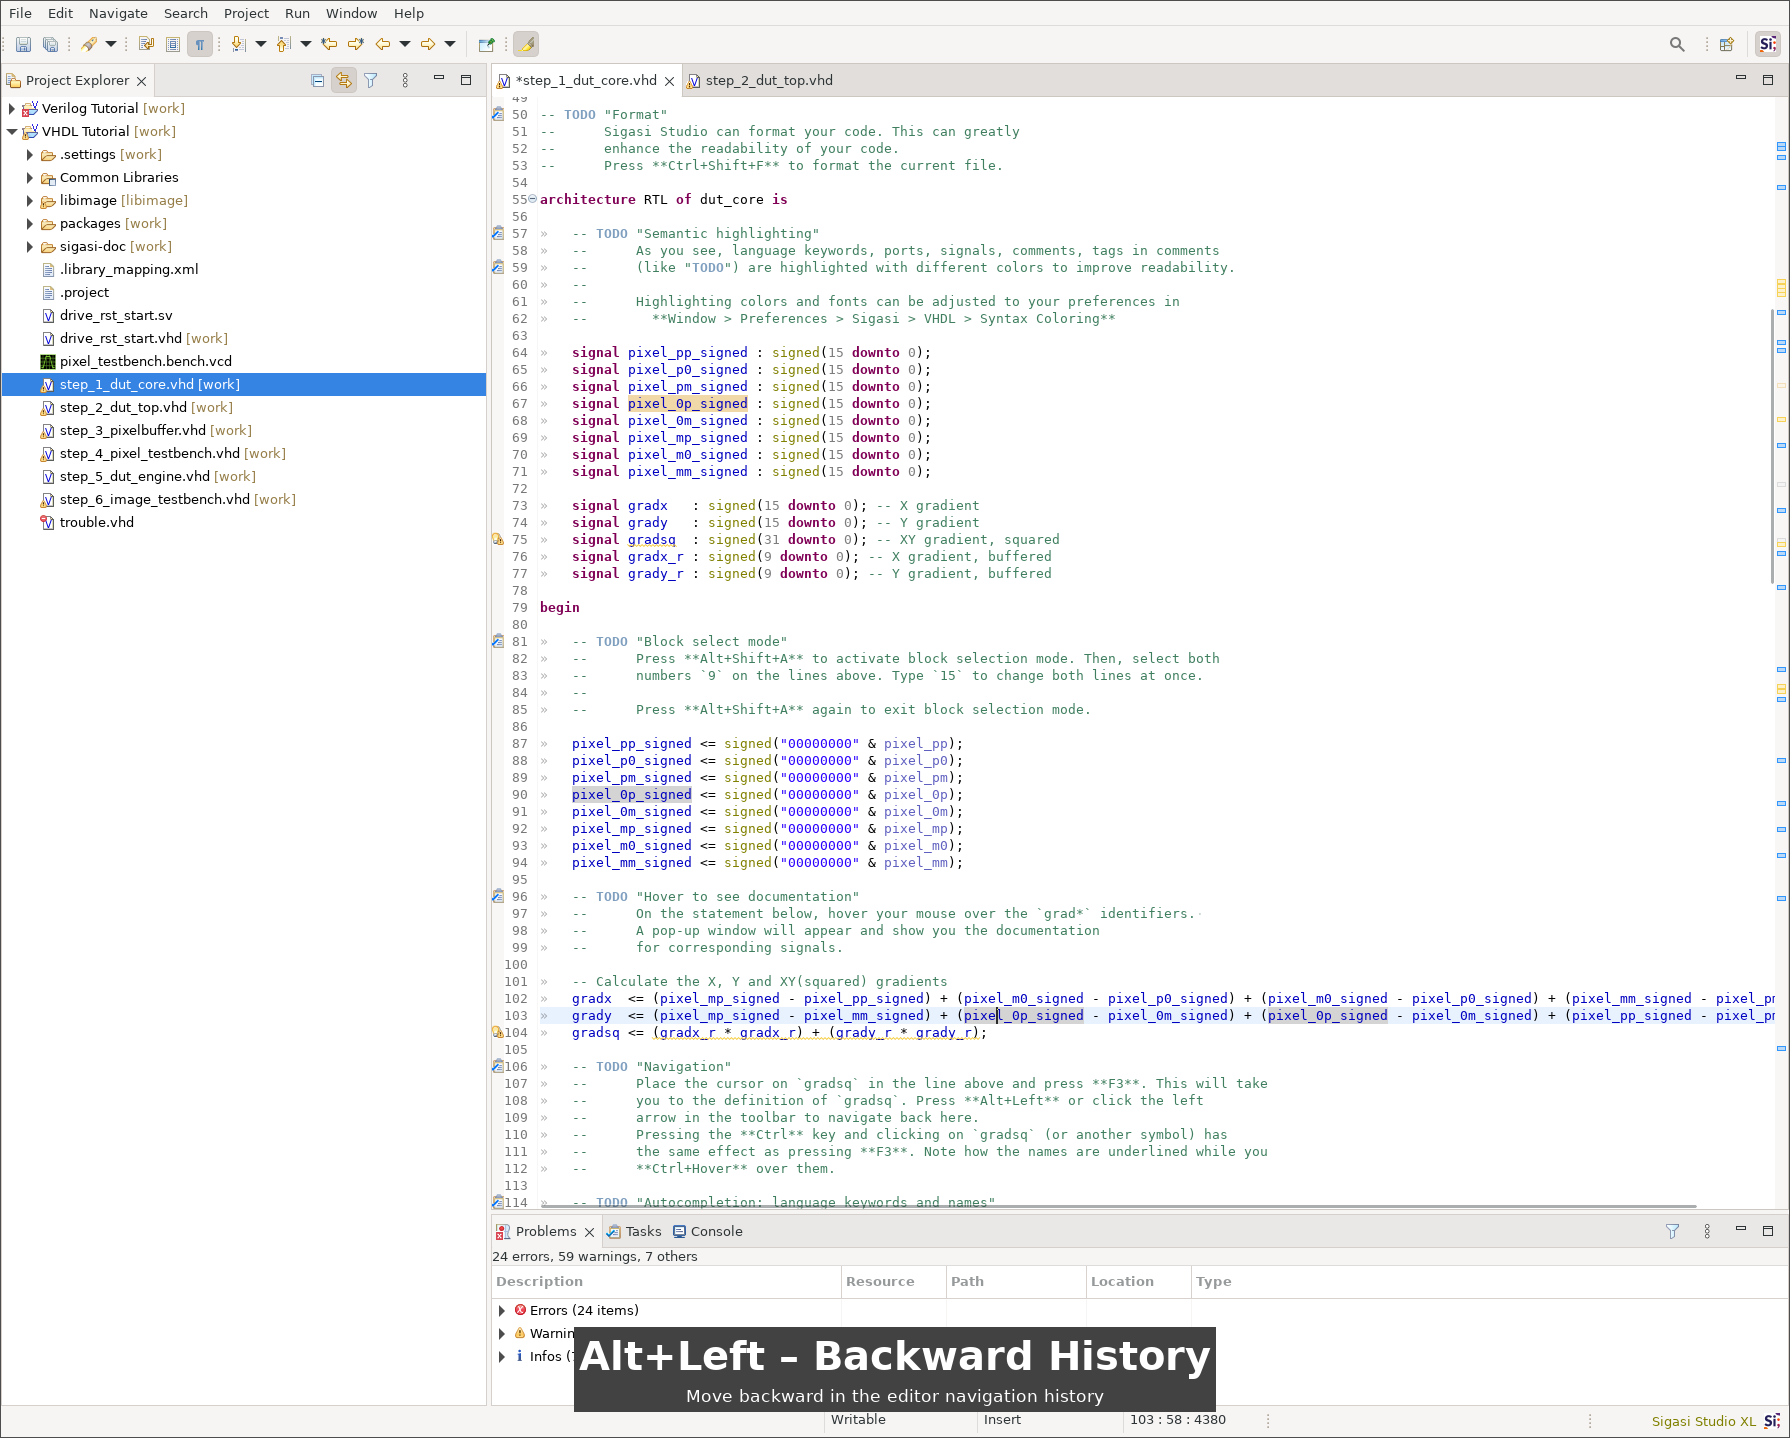 File Edit Navigate Search Project Run Window Help
Project Explorer
Verilog Tutorial [work]
VHDL Tutorial [work]
.settings [work]
Common Libraries
libimage [libimage]
packages [work]
sigasi-doc [work]
.library_mapping.xml
.project
drive_rst_start.sv
drive_rst_start.vhd [work]
pixel_testbench.bench.vcd
step_1_dut_core.vhd [work]
step_2_dut_top.vhd [work]
step_3_pixelbuffer.vhd [work]
step_4_pixel_testbench.vhd [work]
step_5_dut_engine.vhd [work]
step_6_image_testbench.vhd [work]
trouble.vhd
*step_1_dut_core.vhd step_2_dut_top.vhd
49
50 -- TODO "Format"
51 --      Sigasi Studio can format your code. This can greatly
52 --      enhance the readability of your code.
53 --      Press **Ctrl+Shift+F** to format the current file.
54
55 architecture RTL of dut_core is
56
57 »   -- TODO "Semantic highlighting"
58 »   --      As you see, language keywords, ports, signals, comments, tags in comments
59 »   --      (like "TODO") are highlighted with different colors to improve readability.
60 »   --
61 »   --      Highlighting colors and fonts can be adjusted to your preferences in
62 »   --        **Window > Preferences > Sigasi > VHDL > Syntax Coloring**
63
64 »   signal pixel_pp_signed : signed(15 downto 0);
65 »   signal pixel_p0_signed : signed(15 downto 0);
66 »   signal pixel_pm_signed : signed(15 downto 0);
67 »   signal pixel_0p_signed : signed(15 downto 0);
68 »   signal pixel_0m_signed : signed(15 downto 0);
69 »   signal pixel_mp_signed : signed(15 downto 0);
70 »   signal pixel_m0_signed : signed(15 downto 0);
71 »   signal pixel_mm_signed : signed(15 downto 0);
72
73 »   signal gradx   : signed(15 downto 0); -- X gradient
74 »   signal grady   : signed(15 downto 0); -- Y gradient
75 »   signal gradsq  : signed(31 downto 0); -- XY gradient, squared
76 »   signal gradx_r : signed(9 downto 0); -- X gradient, buffered
77 »   signal grady_r : signed(9 downto 0); -- Y gradient, buffered
78
79 begin
80
81 »   -- TODO "Block select mode"
82 »   --      Press **Alt+Shift+A** to activate block selection mode. Then, select both
83 »   --      numbers `9` on the lines above. Type `15` to change both lines at once.
84 »   --
85 »   --      Press **Alt+Shift+A** again to exit block selection mode.
86
87 »   pixel_pp_signed <= signed("00000000" & pixel_pp);
88 »   pixel_p0_signed <= signed("00000000" & pixel_p0);
89 »   pixel_pm_signed <= signed("00000000" & pixel_pm);
90 »   pixel_0p_signed <= signed("00000000" & pixel_0p);
91 »   pixel_0m_signed <= signed("00000000" & pixel_0m);
92 »   pixel_mp_signed <= signed("00000000" & pixel_mp);
93 »   pixel_m0_signed <= signed("00000000" & pixel_m0);
94 »   pixel_mm_signed <= signed("00000000" & pixel_mm);
95
96 »   -- TODO "Hover to see documentation"
97 »   --      On the statement below, hover your mouse over the `grad*` identifiers.
98 »   --      A pop-up window will appear and show you the documentation
99 »   --      for corresponding signals.
100
101 »   -- Calculate the X, Y and XY(squared) gradients
102 »   gradx  <= (pixel_mp_signed - pixel_pp_signed) + (pixel_m0_signed - pixel_p0_signed) + (pixel_m0_signed - pixel_p0_signed) + (pixel_mm_signed - pixel_pm
103 »   grady  <= (pixel_mp_signed - pixel_mm_signed) + (pixel_0p_signed - pixel_0m_signed) + (pixel_0p_signed - pixel_0m_signed) + (pixel_pp_signed - pixel_pm
104 »   gradsq <= (gradx_r * gradx_r) + (grady_r * grady_r);
105
106 »   -- TODO "Navigation"
107 »   --      Place the cursor on `gradsq` in the line above and press **F3**. This will take
108 »   --      you to the definition of `gradsq`. Press **Alt+Left** or click the left
109 »   --      arrow in the toolbar to navigate back here.
110 »   --      Pressing the **Ctrl** key and clicking on `gradsq` (or another symbol) has
111 »   --      the same effect as pressing **F3**. Note how the names are underlined while you
112 »   --      **Ctrl+Hover** over them.
113
114 »   -- TODO "Autocompletion: language keywords and names"
Problems Tasks Console
24 errors, 59 warnings, 7 others
Description Resource Path Location Type
Errors (24 items)
Warnin
Infos (
Alt+Left – Backward History
Move backward in the editor navigation history
Writable Insert 103 : 58 : 4380 Sigasi Studio XL Si